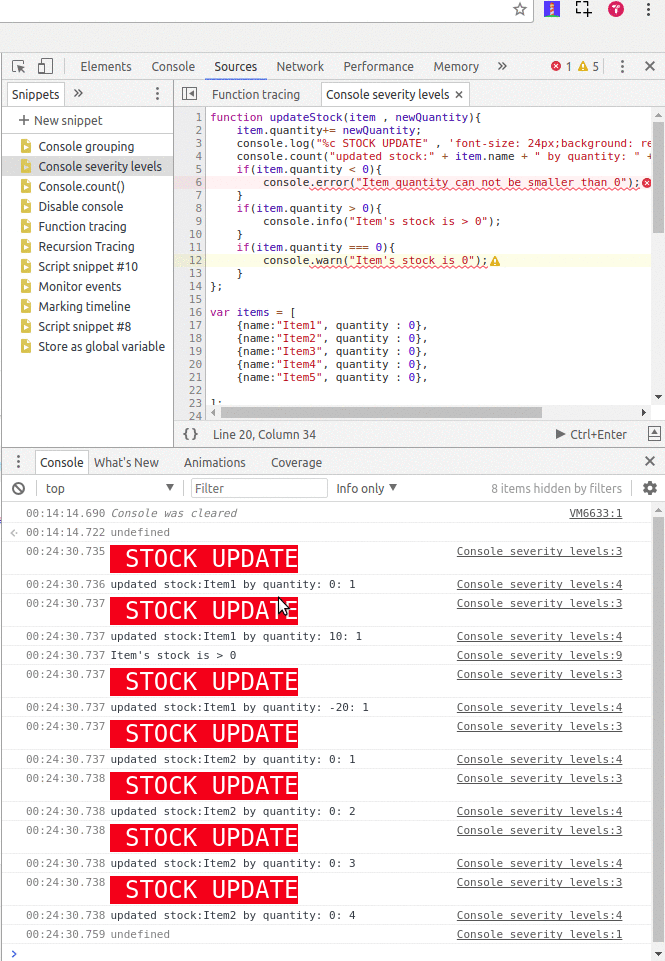 Elements Console Sources Network Performance Memory » 1 5
Snippets » Function tracing Console severity levels ×
+ New snippet
Console grouping
Console severity levels
Console.count()
Disable console
Function tracing
Recursion Tracing
Script snippet #10
Monitor events
Marking timeline
Script snippet #8
Store as global variable
1 function updateStock(item , newQuantity){
2 item.quantity+= newQuantity;
3 console.log("%c STOCK UPDATE" , 'font-size: 24px;background: re
4 console.count("updated stock:" + item.name + " by quantity: " +
5 if(item.quantity < 0){
6 console.error("Item quantity can not be smaller than 0");
7 }
8 if(item.quantity > 0){
9 console.info("Item's stock is > 0");
10 }
11 if(item.quantity === 0){
12 console.warn("Item's stock is 0");
13 }
14 };
15
16 var items = [
17 {name:"Item1", quantity : 0},
18 {name:"Item2", quantity : 0},
19 {name:"Item3", quantity : 0},
20 {name:"Item4", quantity : 0},
21 {name:"Item5", quantity : 0},
22
23 ];
24
{} Line 20, Column 34 Ctrl+Enter
Console What's New Animations Coverage
top Filter Info only 8 items hidden by filters
00:14:14.690 Console was cleared VM6633:1
00:14:14.722 undefined
00:24:30.735 STOCK UPDATE Console severity levels:3
00:24:30.736 updated stock:Item1 by quantity: 0: 1 Console severity levels:4
00:24:30.737 STOCK UPDATE Console severity levels:3
00:24:30.737 updated stock:Item1 by quantity: 10: 1 Console severity levels:4
00:24:30.737 Item's stock is > 0 Console severity levels:9
00:24:30.737 STOCK UPDATE Console severity levels:3
00:24:30.737 updated stock:Item1 by quantity: -20: 1 Console severity levels:4
00:24:30.737 STOCK UPDATE Console severity levels:3
00:24:30.737 updated stock:Item2 by quantity: 0: 1 Console severity levels:4
00:24:30.738 STOCK UPDATE Console severity levels:3
00:24:30.738 updated stock:Item2 by quantity: 0: 2 Console severity levels:4
00:24:30.738 STOCK UPDATE Console severity levels:3
00:24:30.738 updated stock:Item2 by quantity: 0: 3 Console severity levels:4
00:24:30.738 STOCK UPDATE Console severity levels:3
00:24:30.738 updated stock:Item2 by quantity: 0: 4 Console severity levels:4
00:24:30.759 undefined Console severity levels:1